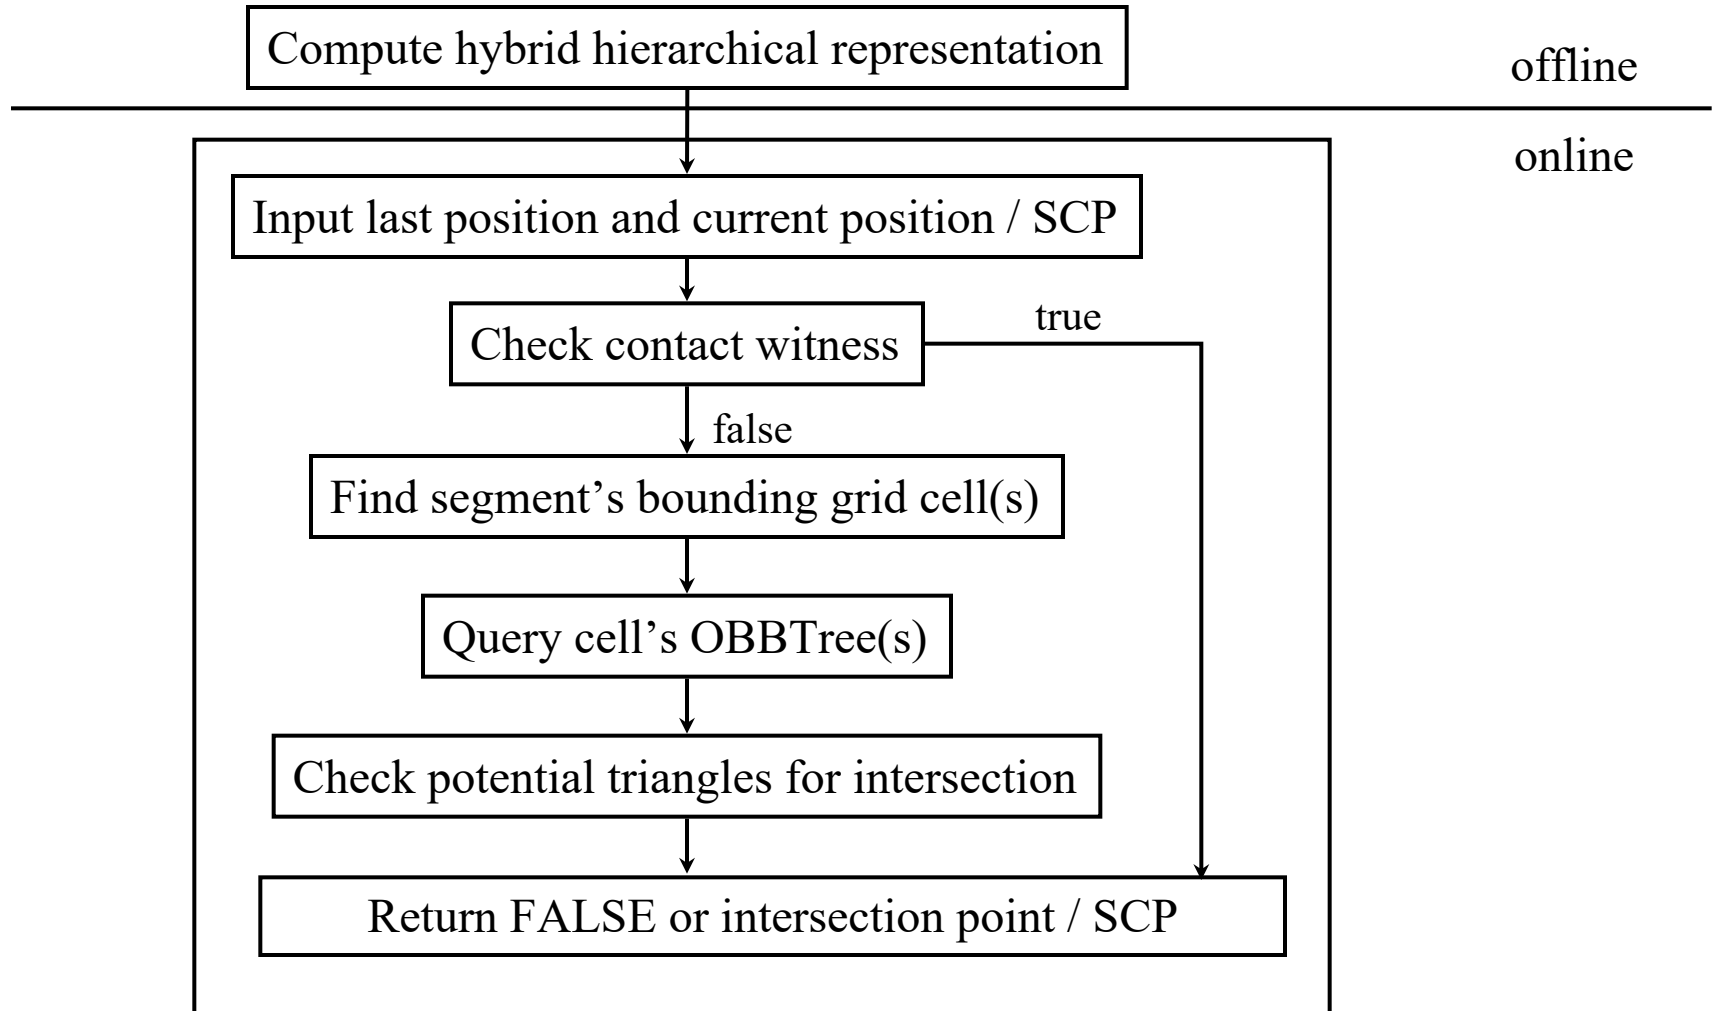 Compute hybrid hierarchical representation
offline
online
Input last position and current position / SCP
true
Check contact witness
false
Find segment’s bounding grid cell(s)
Query cell’s OBBTree(s)
Check potential triangles for intersection
Return FALSE or intersection point / SCP